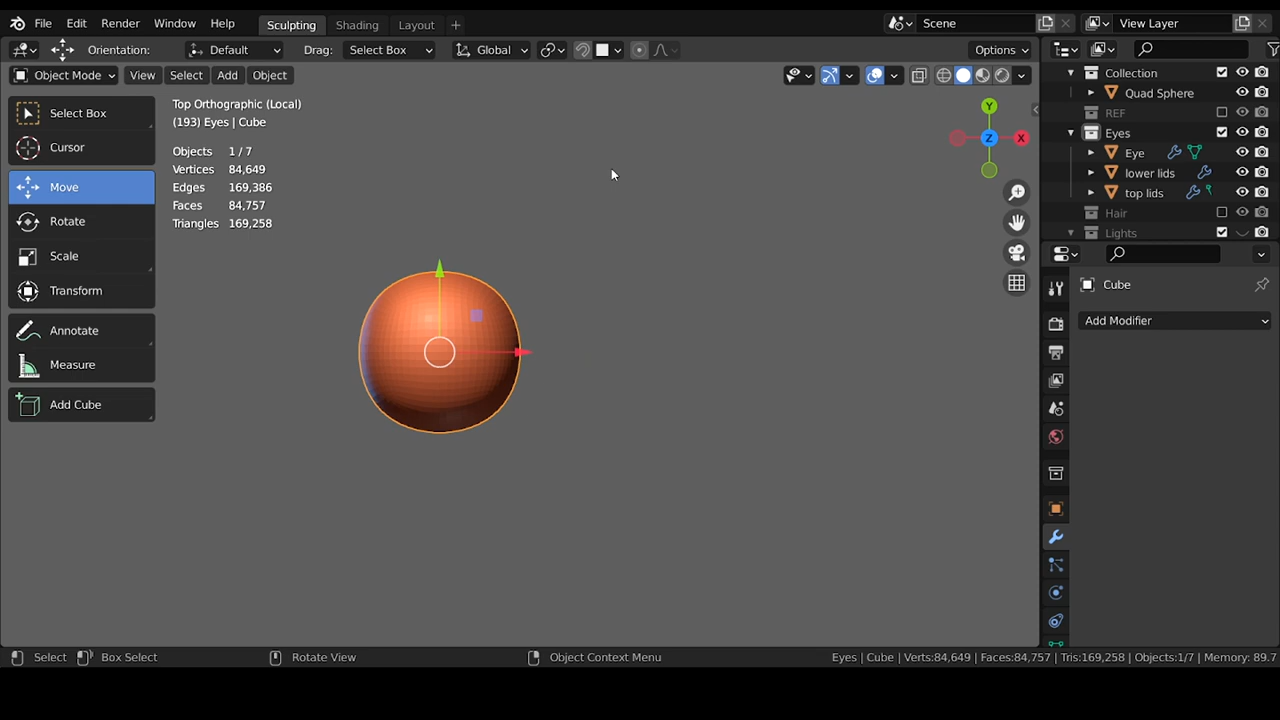 File Edit Render Window Help Sculpting Shading Layout + Scene View Layer
Orientation: Default Drag: Select Box Global Options
Object Mode View Select Add Object
Select Box
Cursor
Move
Rotate
Scale
Transform
Annotate
Measure
Add Cube
Top Orthographic (Local)
(193) Eyes | Cube
Objects 1 / 7
Vertices 84,649
Edges 169,386
Faces 84,757
Triangles 169,258
Y
Z
X
Collection
Quad Sphere
REF
Eyes
Eye
lower lids
top lids
Hair
Lights
Cube
Add Modifier
Select Box Select Rotate View Object Context Menu Eyes | Cube | Verts:84,649 | Faces:84,757 | Tris:169,258 | Objects:1/7 | Memory: 89.7